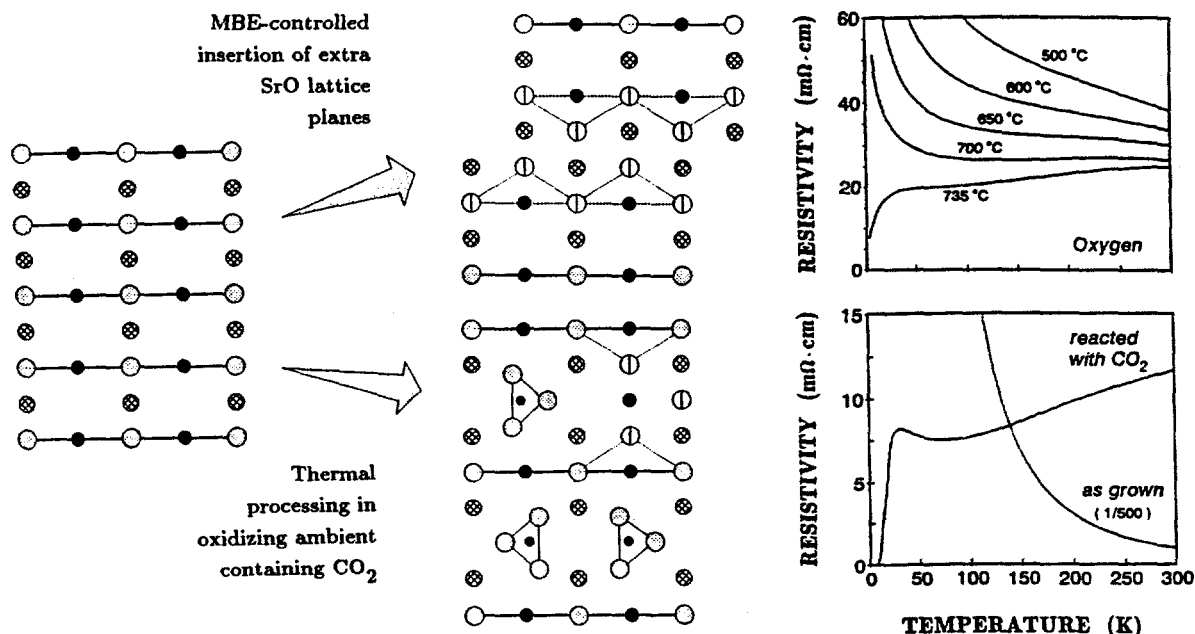 MBE-controlled
insertion of extra
SrO lattice
planes
Thermal
processing in
oxidizing ambient
containing CO2
RESISTIVITY (mΩ·cm)
60
40
20
0
500 °C
600 °C
650 °C
700 °C
735 °C
Oxygen
RESISTIVITY (mΩ·cm)
15
10
5
0
reacted
with CO2
as grown
(1/500)
0 50 100 150 200 250 300
TEMPERATURE (K)